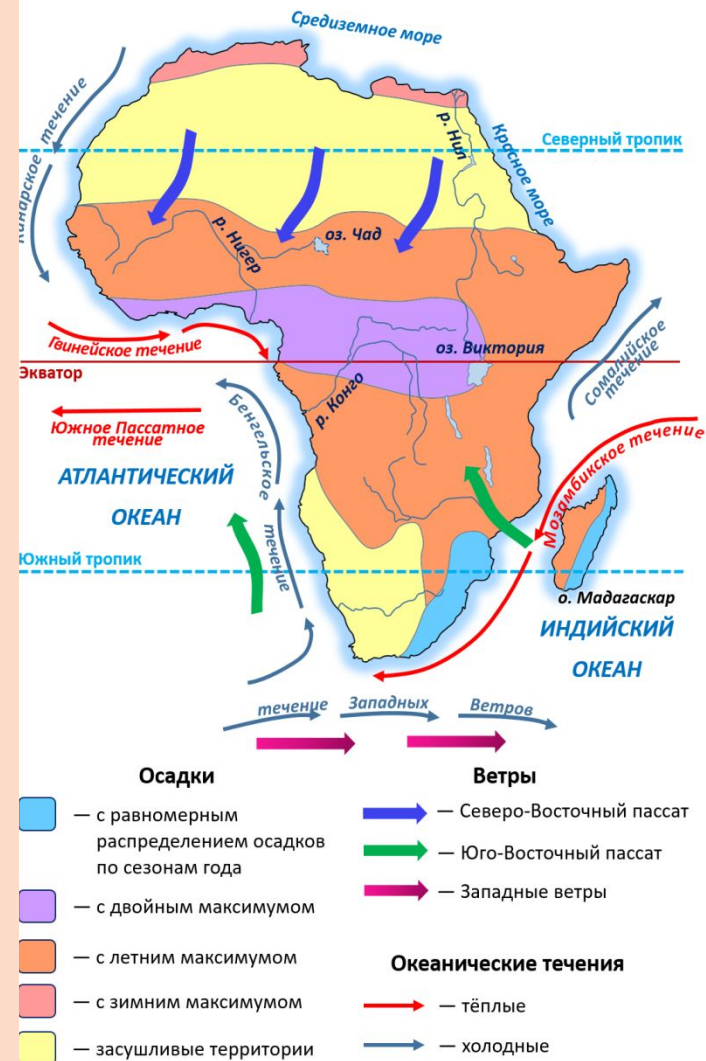 Средиземное море
Канарское течение
р. Нил
Красное море
Северный тропик
р. Нигер
оз. Чад
Гвинейское течение
оз. Виктория
Сомалийское
течение
Экватор
р. Конго
Южное Пассатное
течение
Бенгельское течение
Мозамбикское течение
АТЛАНТИЧЕСКИЙ
ОКЕАН
Южный тропик
о. Мадагаскар
ИНДИЙСКИЙ
ОКЕАН
течение Западных Ветров
Осадки
— с равномерным
распределением осадков
по сезонам года
— с двойным максимумом
— с летним максимумом
— с зимним максимумом
— засушливые территории
Ветры
— Северо-Восточный пассат
— Юго-Восточный пассат
— Западные ветры
Океанические течения
— тёплые
— холодные